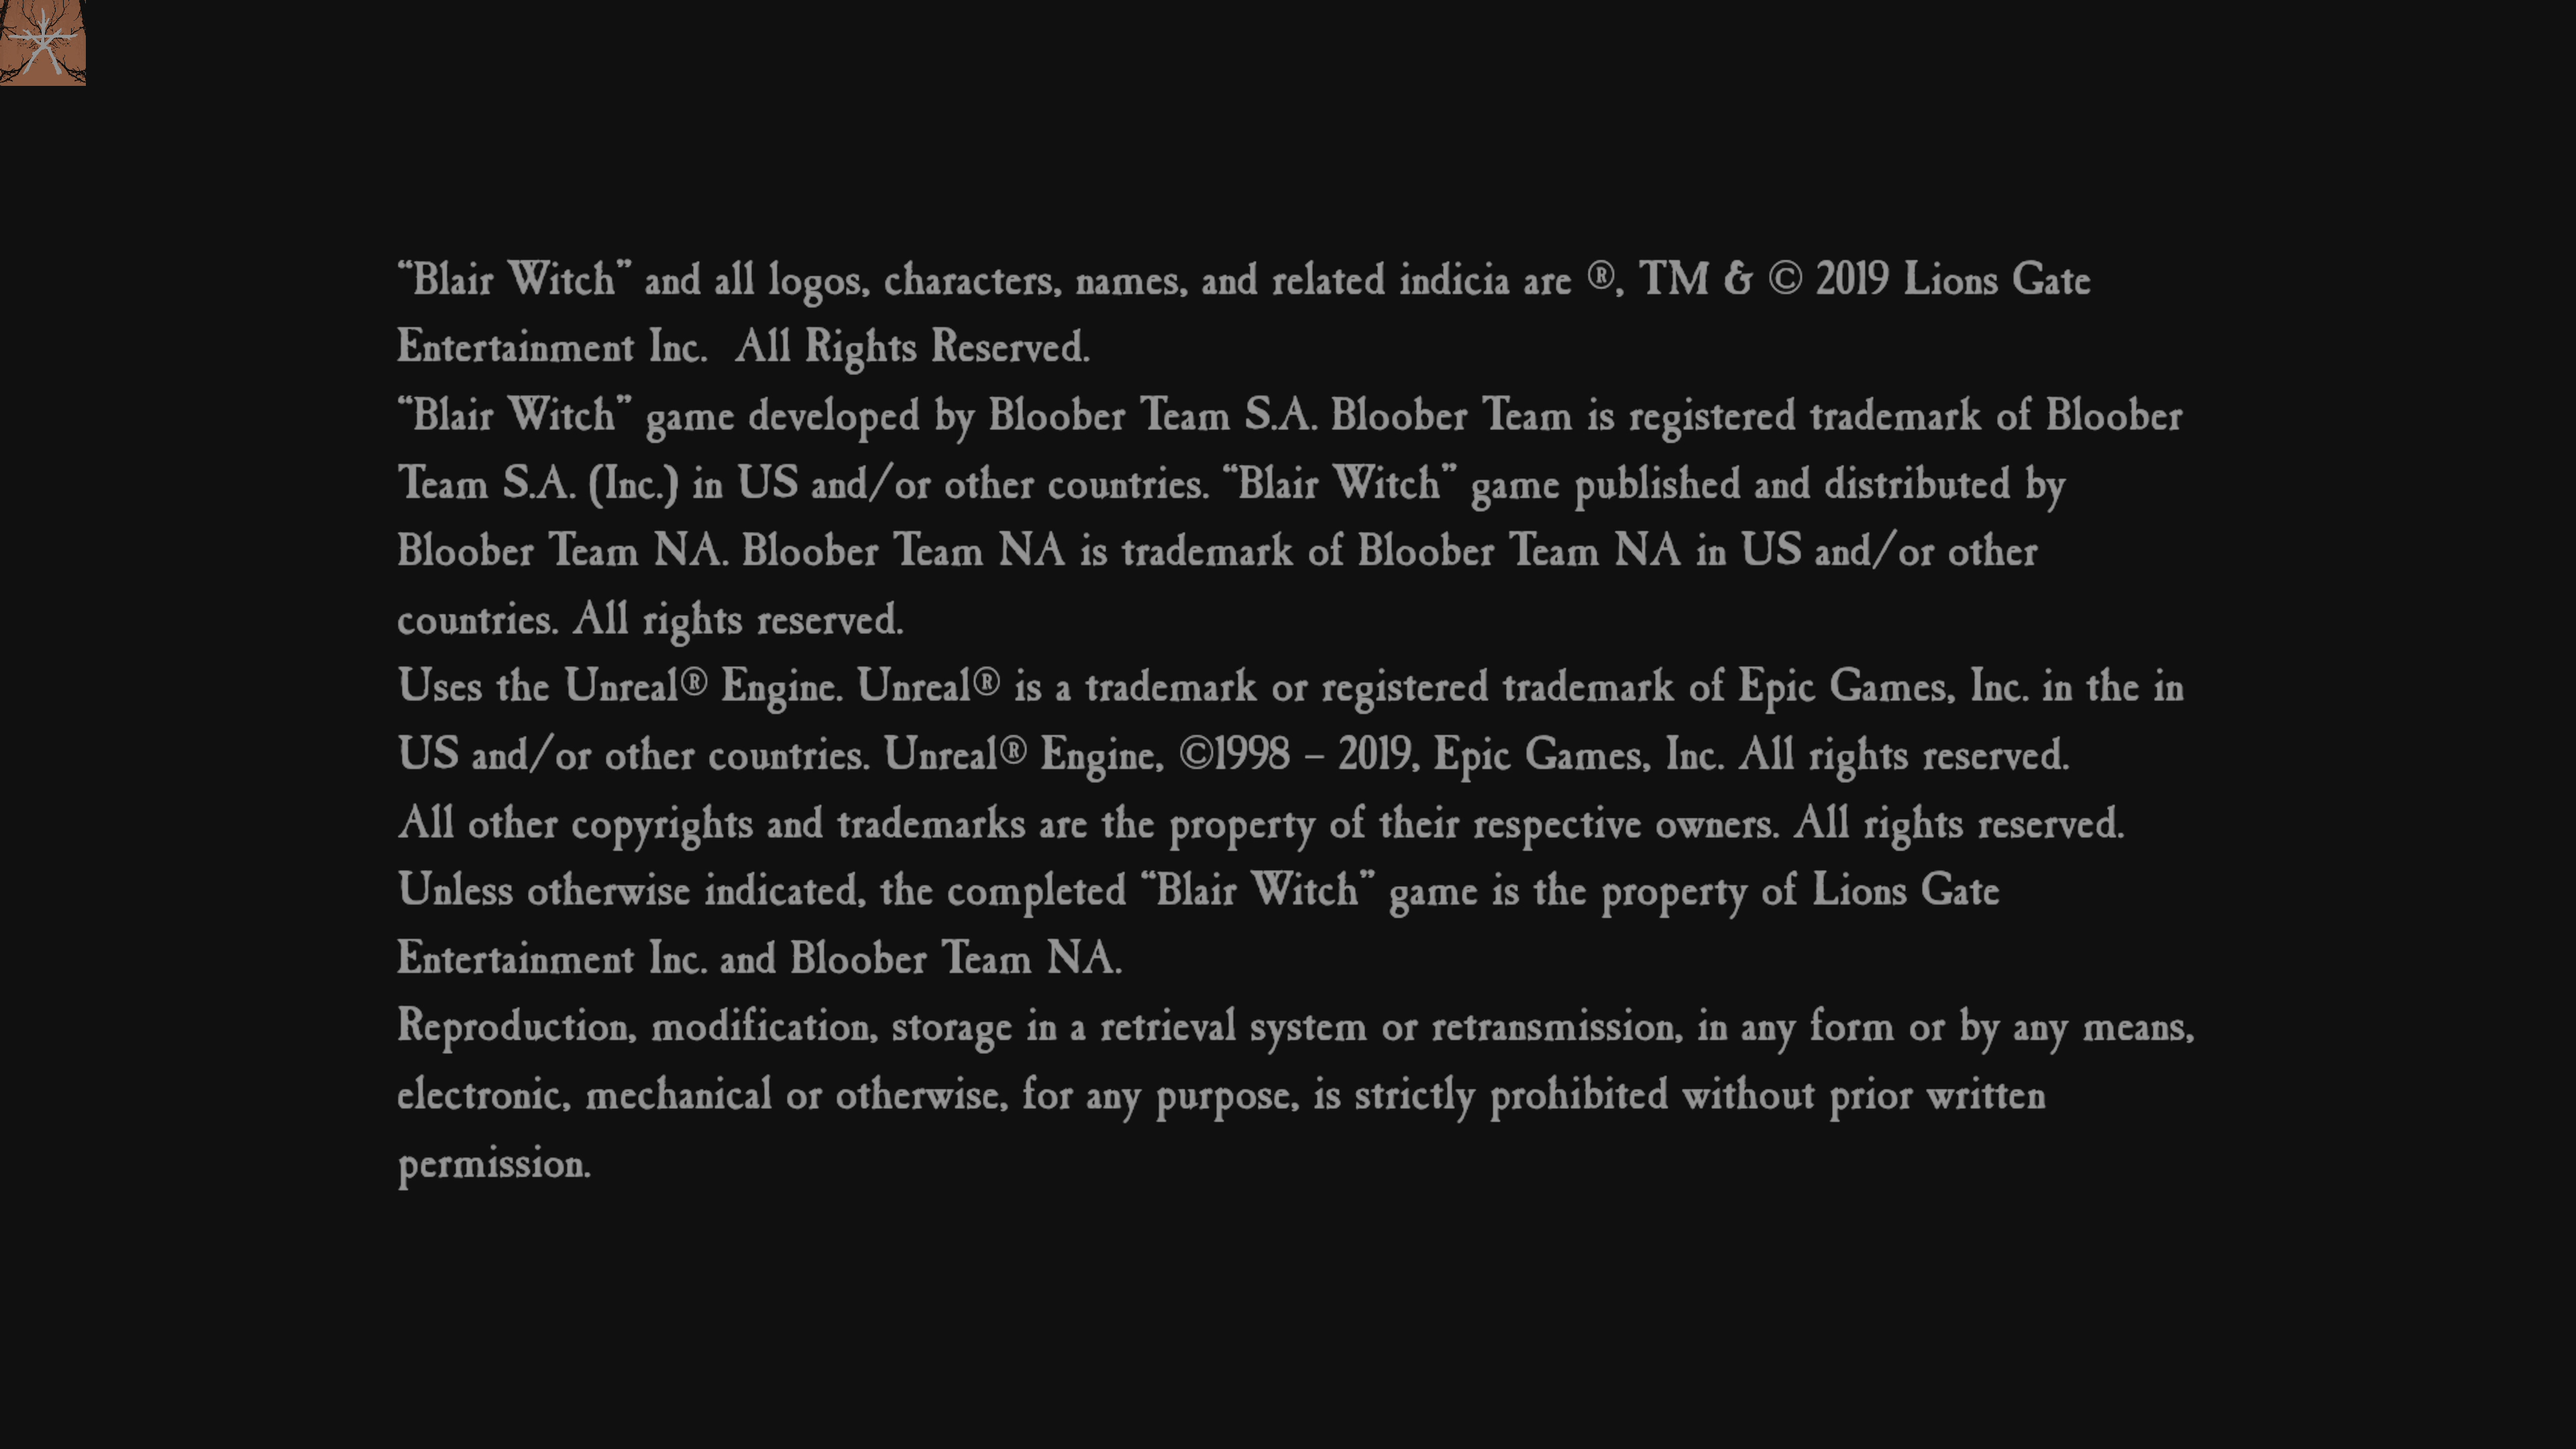 “Blair Witch” and all logos, characters, names, and related indicia are ®, TM & © 2019 Lions Gate
Entertainment Inc.  All Rights Reserved.
“Blair Witch” game developed by Bloober Team S.A. Bloober Team is registered trademark of Bloober
Team S.A. (Inc.) in US and/or other countries. “Blair Witch” game published and distributed by
Bloober Team NA. Bloober Team NA is trademark of Bloober Team NA in US and/or other
countries. All rights reserved.
Uses the Unreal® Engine. Unreal® is a trademark or registered trademark of Epic Games, Inc. in the in
US and/or other countries. Unreal® Engine, ©1998 – 2019, Epic Games, Inc. All rights reserved.
All other copyrights and trademarks are the property of their respective owners. All rights reserved.
Unless otherwise indicated, the completed “Blair Witch” game is the property of Lions Gate
Entertainment Inc. and Bloober Team NA.
Reproduction, modification, storage in a retrieval system or retransmission, in any form or by any means,
electronic, mechanical or otherwise, for any purpose, is strictly prohibited without prior written
permission.